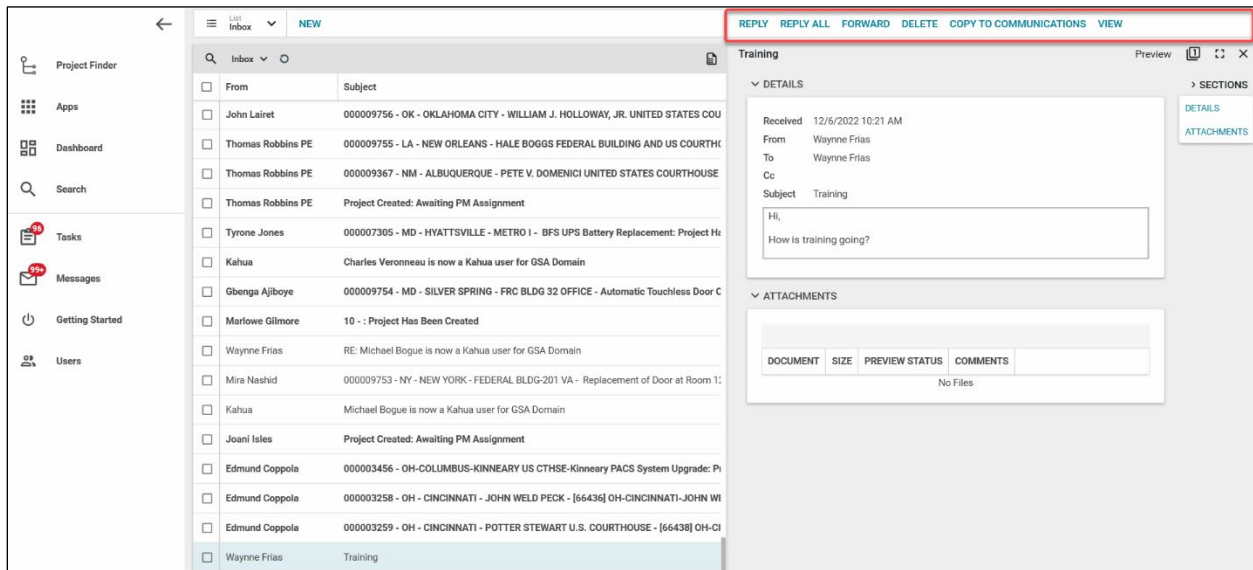 List
Inbox
NEW
REPLY REPLY ALL FORWARD DELETE COPY TO COMMUNICATIONS VIEW
Project Finder
Apps
Dashboard
Search
96
Tasks
99+
Messages
Getting Started
Users
Inbox
From Subject
John Lairet 000009756 - OK - OKLAHOMA CITY - WILLIAM J. HOLLOWAY, JR. UNITED STATES COU
Thomas Robbins PE 000009755 - LA - NEW ORLEANS - HALE BOGGS FEDERAL BUILDING AND US COURTH
Thomas Robbins PE 000009367 - NM - ALBUQUERQUE - PETE V. DOMENICI UNITED STATES COURTHOUSE
Thomas Robbins PE Project Created: Awaiting PM Assignment
Tyrone Jones 000007305 - MD - HYATTSVILLE - METRO I - BFS UPS Battery Replacement: Project Ha
Kahua Charles Veronneau is now a Kahua user for GSA Domain
Gbenga Ajiboye 000009754 - MD - SILVER SPRING - FRC BLDG 32 OFFICE - Automatic Touchless Door
Marlowe Gilmore 10 - : Project Has Been Created
Waynne Frias RE: Michael Bogue is now a Kahua user for GSA Domain
Mira Nashid 000009753 - NY - NEW YORK - FEDERAL BLDG-201 VA - Replacement of Door at Room
Kahua Michael Bogue is now a Kahua user for GSA Domain
Joani Isles Project Created: Awaiting PM Assignment
Edmund Coppola 000003456 - OH-COLUMBUS-KINNEARY US CTHSE-Kinneary PACS System Upgrade:
Edmund Coppola 000003258 - OH - CINCINNATI - JOHN WELD PECK - [66436] OH-CINCINNATI-JOHN
Edmund Coppola 000003259 - OH - CINCINNATI - POTTER STEWART U.S. COURTHOUSE - [66438]
Waynne Frias Training
Training Preview 1
DETAILS
Received 12/6/2022 10:21 AM
From Waynne Frias
To Waynne Frias
Cc
Subject Training
Hi,
How is training going?
ATTACHMENTS
DOCUMENT SIZE PREVIEW STATUS COMMENTS
No Files
SECTIONS
DETAILS
ATTACHMENTS